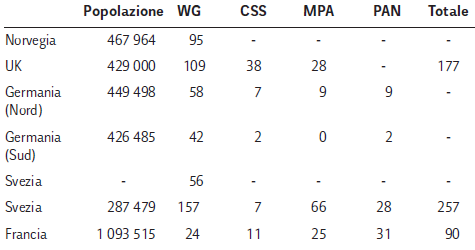 Popolazione WG CSS MPA PAN Totale
Norvegia 467 964 95 - - - -
UK 429 000 109 38 28 - 177
Germania 449 498 58 7 9 9 -
(Nord)
Germania 426 485 42 2 0 2 -
(Sud)
Svezia - 56 - - - -
Svezia 287 479 157 7 66 28 257
Francia 1 093 515 24 11 25 31 90